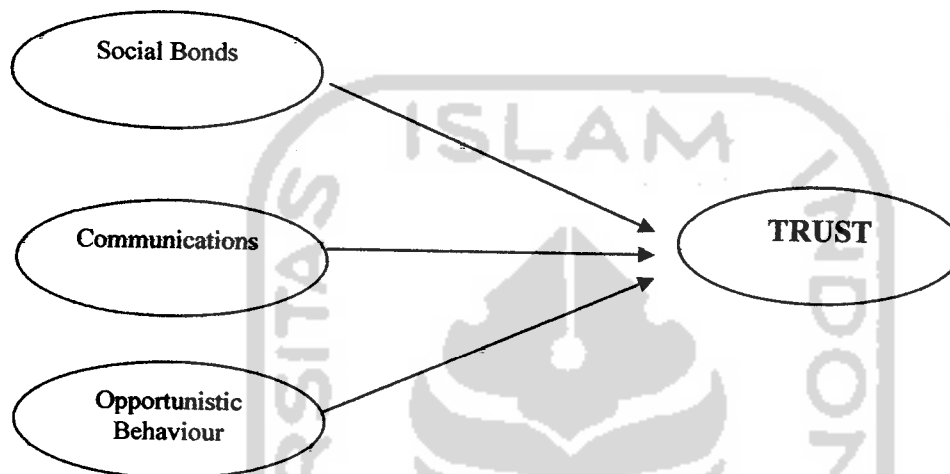 Social Bonds
ISLAM
Communications
TRUST
Opportunistic
Behaviour